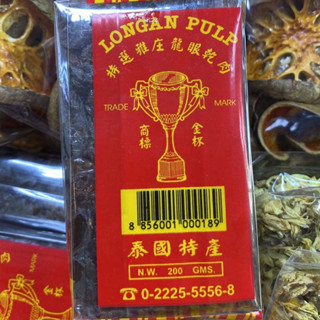 LONGAN PULP
特選雅庄龍眼乾肉
TRADE MARK
商標 金杯
8 856001 000189
泰國特產
N.W. 200 GMS.
☎ 0-2225-5556-8